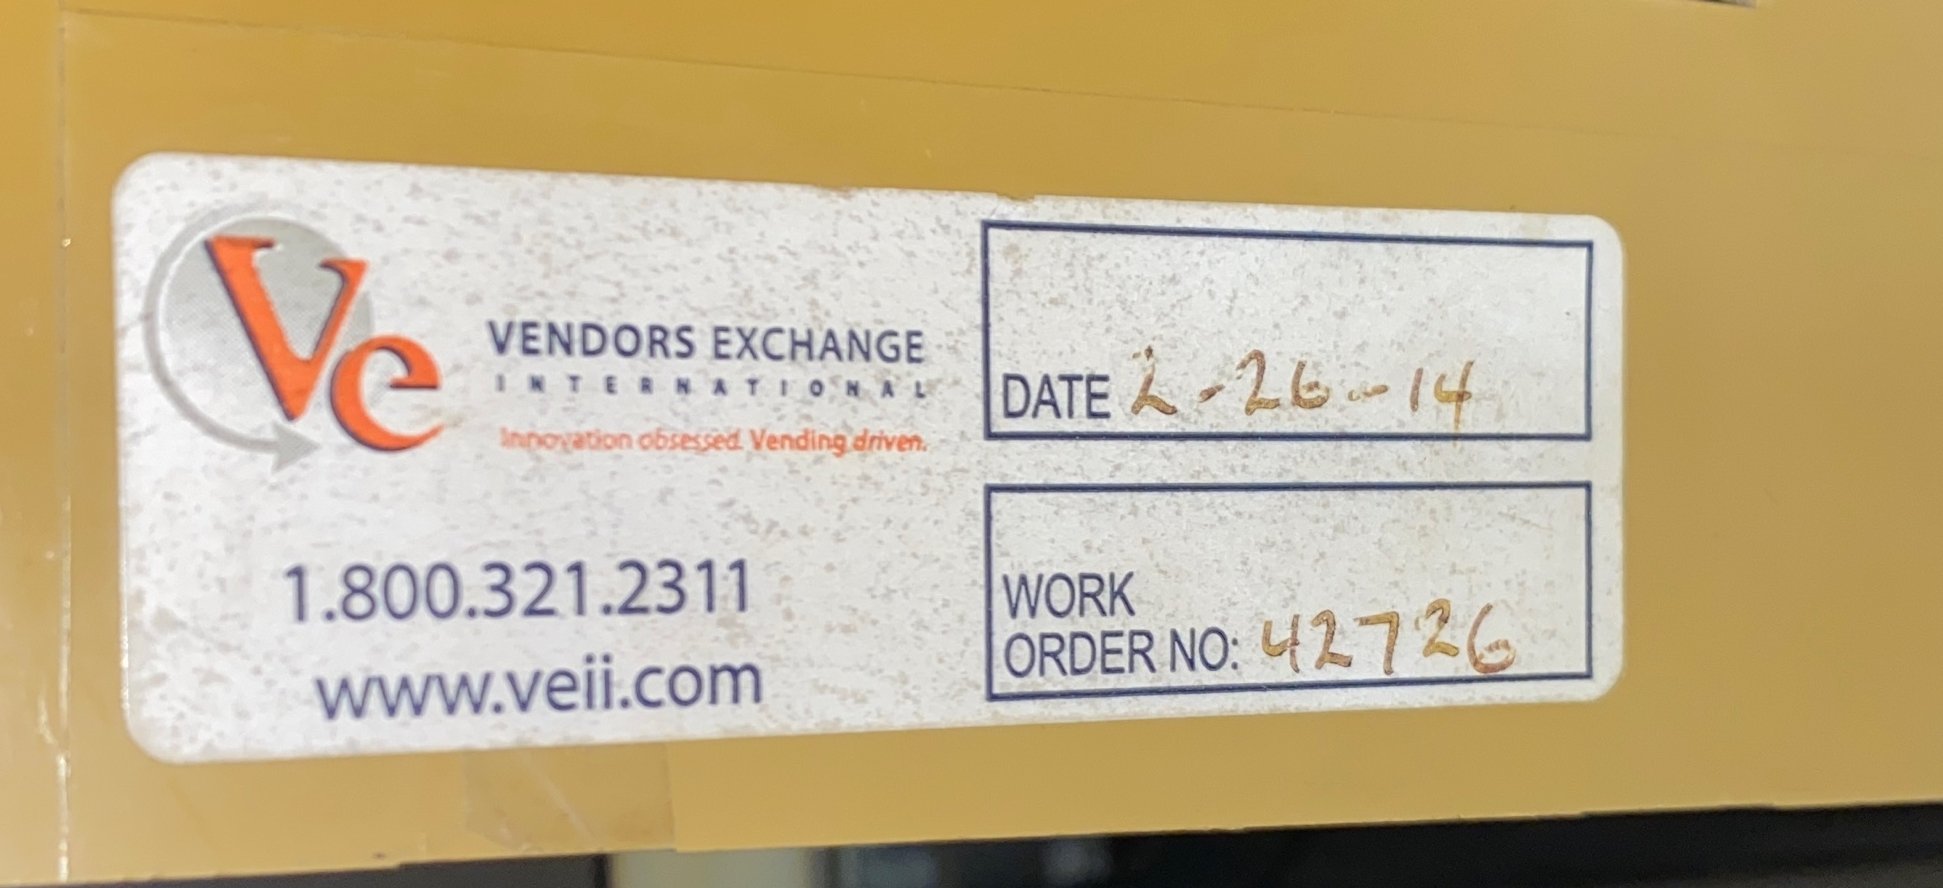 Ve
VENDORS EXCHANGE
INTERNATIONAL
Innovation obsessed. Vending driven.
1.800.321.2311
www.veii.com
DATE 2-26-14
WORK
ORDER NO: 42726